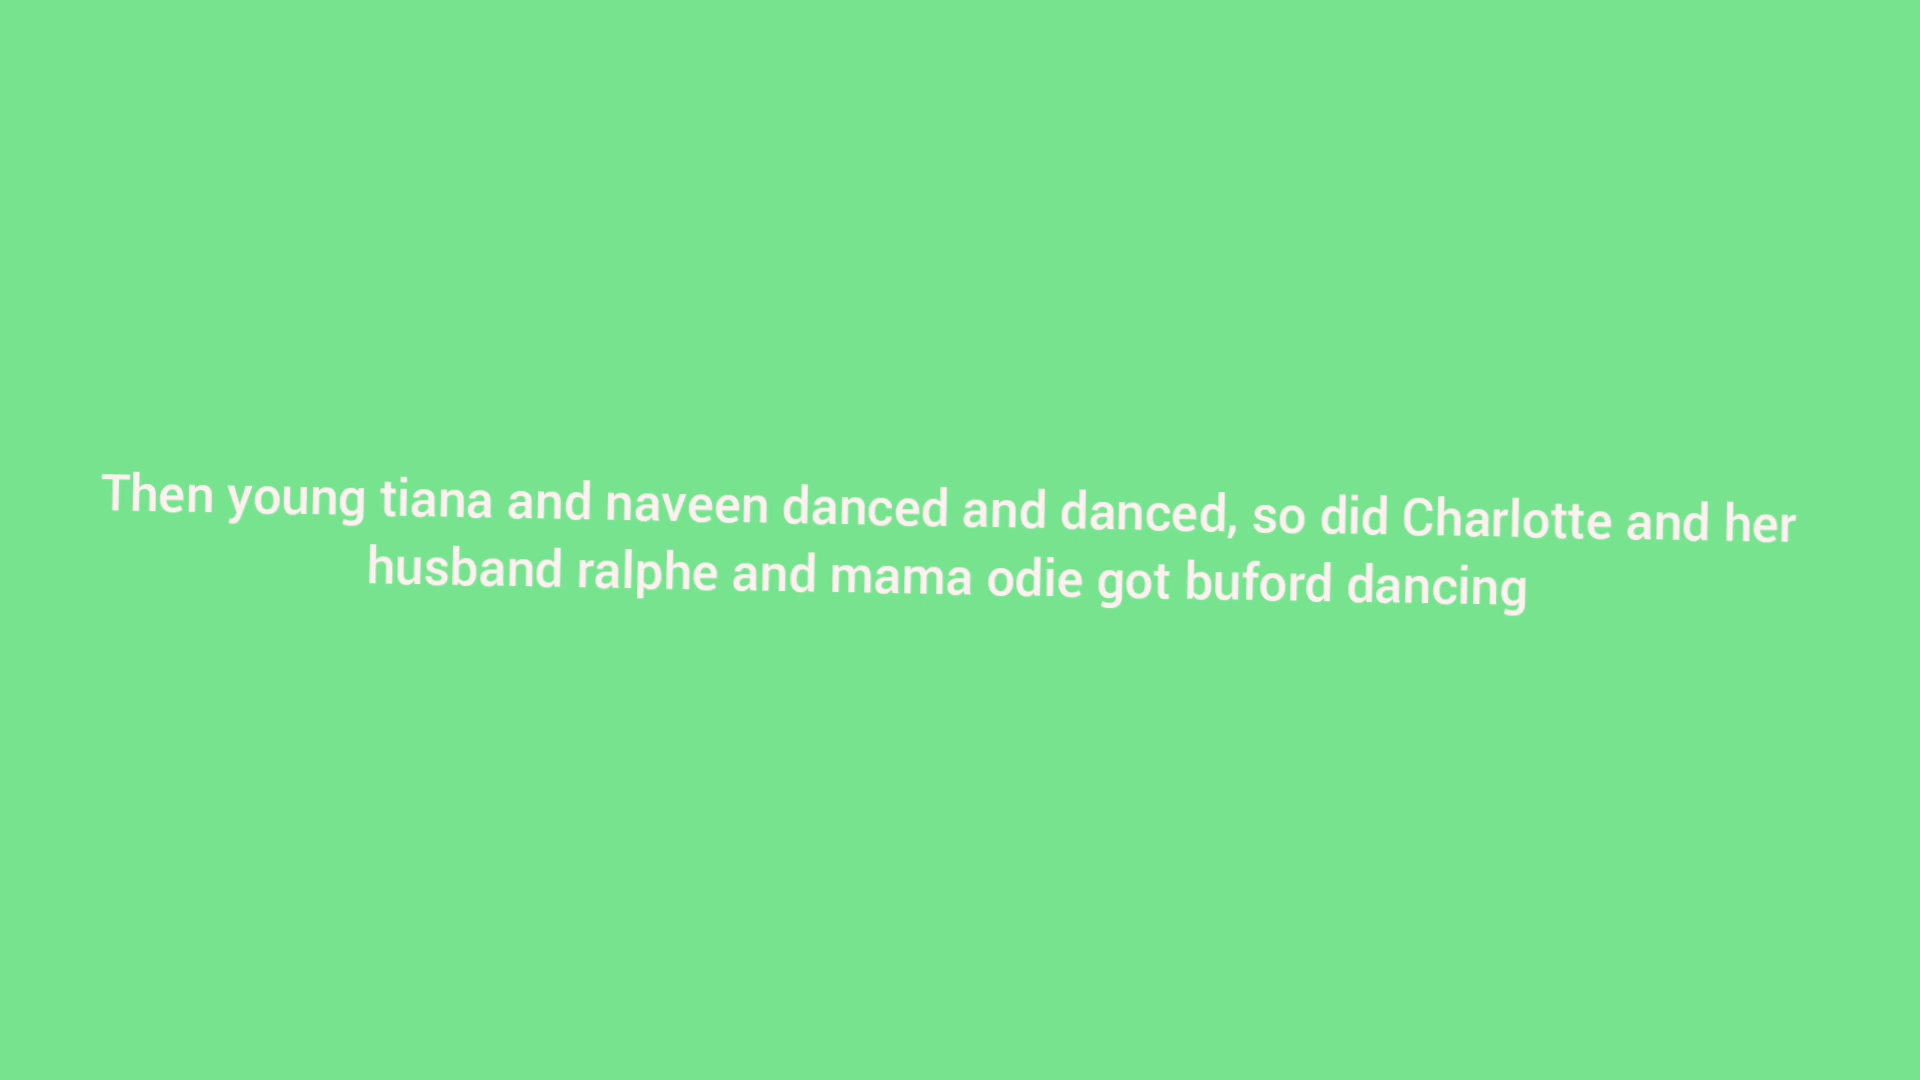 Then young tiana and naveen danced and danced, so did Charlotte and her
husband ralphe and mama odie got buford dancing